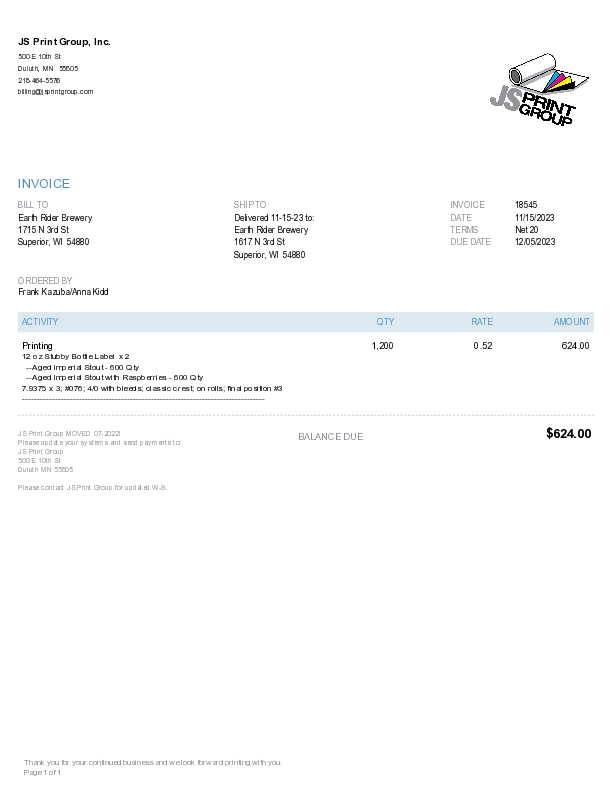 JS Print Group, Inc.
500 E 10th St
Duluth, MN 55805
218-464-5576
billing@jsprintgroup.com
JS PRINT
GROUP
INVOICE
BILL TO
Earth Rider Brewery
1715 N 3rd St
Superior, WI 54880
SHIP TO
Delivered 11-15-23 to:
Earth Rider Brewery
1617 N 3rd St
Superior, WI 54880
INVOICE 18545
DATE 11/15/2023
TERMS Net 20
DUE DATE 12/05/2023
ORDERED BY
Frank Kazuba/Anna Kidd
ACTIVITY QTY RATE AMOUNT
Printing 1,200 0.52 624.00
12 oz Stubby Bottle Label x 2
--Aged Imperial Stout - 600 Qty
--Aged Imperial Stout with Raspberries - 600 Qty
7.9375 x 3; #076; 4/0 with bleeds; classic crest; on rolls; final position #3
JS Print Group MOVED 07-2022!
Please update your systems and send payments to:
JS Print Group
500 E 10th St
Duluth MN 55805
Please contact JS Print Group for updated W-9.
BALANCE DUE $624.00
Thank you for your continued business and we look forward printing with you.
Page 1 of 1